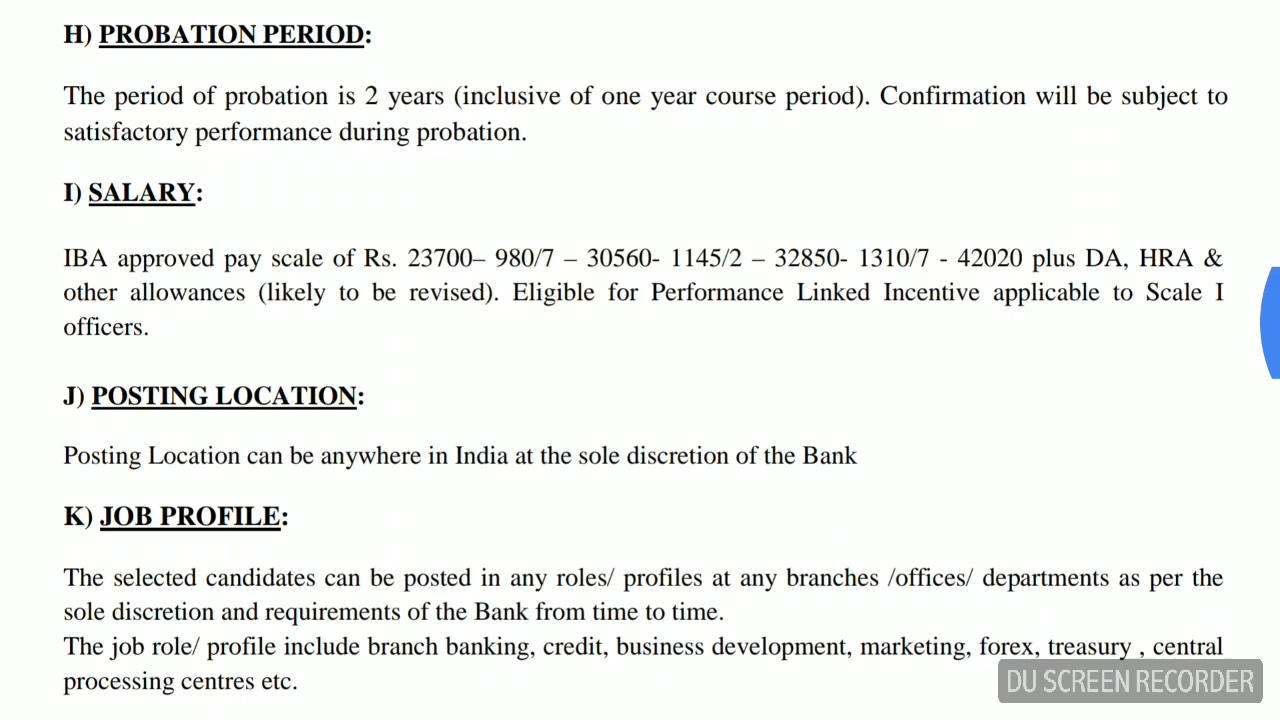 H) PROBATION PERIOD:
The period of probation is 2 years (inclusive of one year course period). Confirmation will be subject to
satisfactory performance during probation.
I) SALARY:
IBA approved pay scale of Rs. 23700– 980/7 – 30560- 1145/2 – 32850- 1310/7 - 42020 plus DA, HRA &
other allowances (likely to be revised). Eligible for Performance Linked Incentive applicable to Scale I
officers.
J) POSTING LOCATION:
Posting Location can be anywhere in India at the sole discretion of the Bank
K) JOB PROFILE:
The selected candidates can be posted in any roles/ profiles at any branches /offices/ departments as per the
sole discretion and requirements of the Bank from time to time.
The job role/ profile include branch banking, credit, business development, marketing, forex, treasury , central
processing centres etc.
DU SCREEN RECORDER